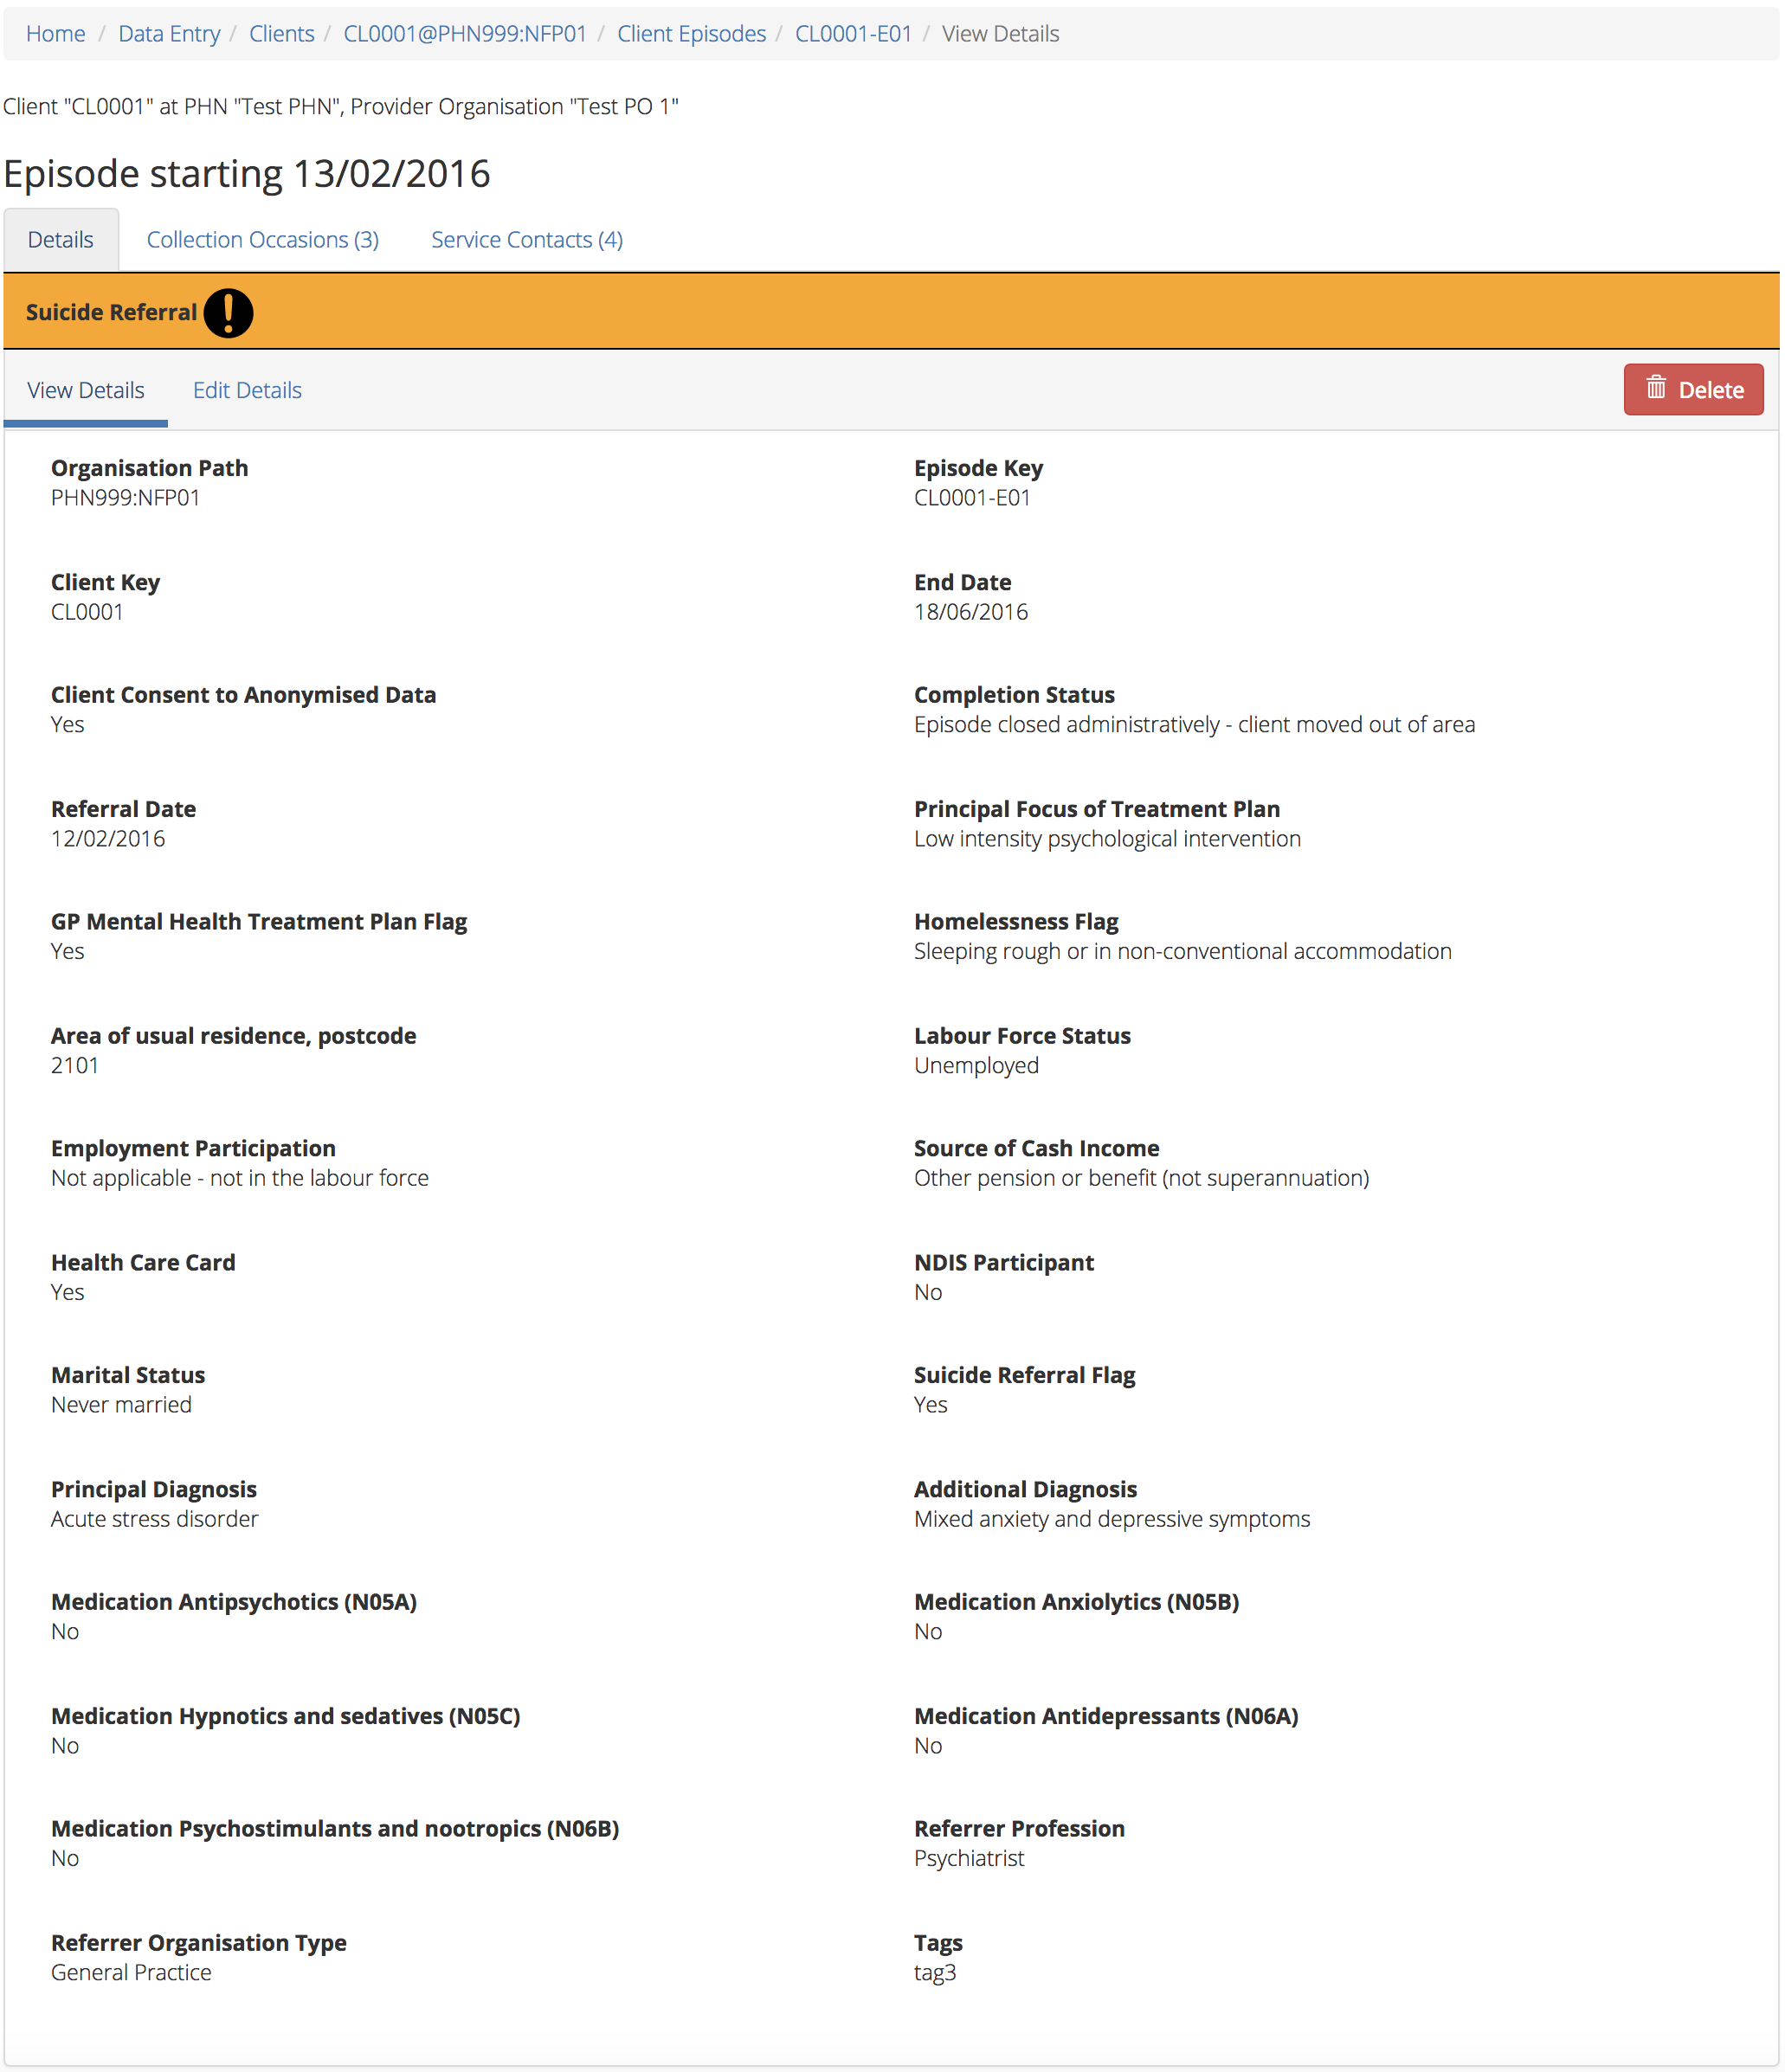 Home / Data Entry / Clients / CL0001@PHN999:NFP01 / Client Episodes / CL0001-E01 / View Details
Client "CL0001" at PHN "Test PHN", Provider Organisation "Test PO 1"
Episode starting 13/02/2016
Details Collection Occasions (3) Service Contacts (4)
Suicide Referral
View Details Edit Details Delete
Organisation Path Episode Key
PHN999:NFP01 CL0001-E01
Client Key End Date
CL0001 18/06/2016
Client Consent to Anonymised Data Completion Status
Yes Episode closed administratively - client moved out of area
Referral Date Principal Focus of Treatment Plan
12/02/2016 Low intensity psychological intervention
GP Mental Health Treatment Plan Flag Homelessness Flag
Yes Sleeping rough or in non-conventional accommodation
Area of usual residence, postcode Labour Force Status
2101 Unemployed
Employment Participation Source of Cash Income
Not applicable - not in the labour force Other pension or benefit (not superannuation)
Health Care Card NDIS Participant
Yes No
Marital Status Suicide Referral Flag
Never married Yes
Principal Diagnosis Additional Diagnosis
Acute stress disorder Mixed anxiety and depressive symptoms
Medication Antipsychotics (N05A) Medication Anxiolytics (N05B)
No No
Medication Hypnotics and sedatives (N05C) Medication Antidepressants (N06A)
No No
Medication Psychostimulants and nootropics (N06B) Referrer Profession
No Psychiatrist
Referrer Organisation Type Tags
General Practice tag3